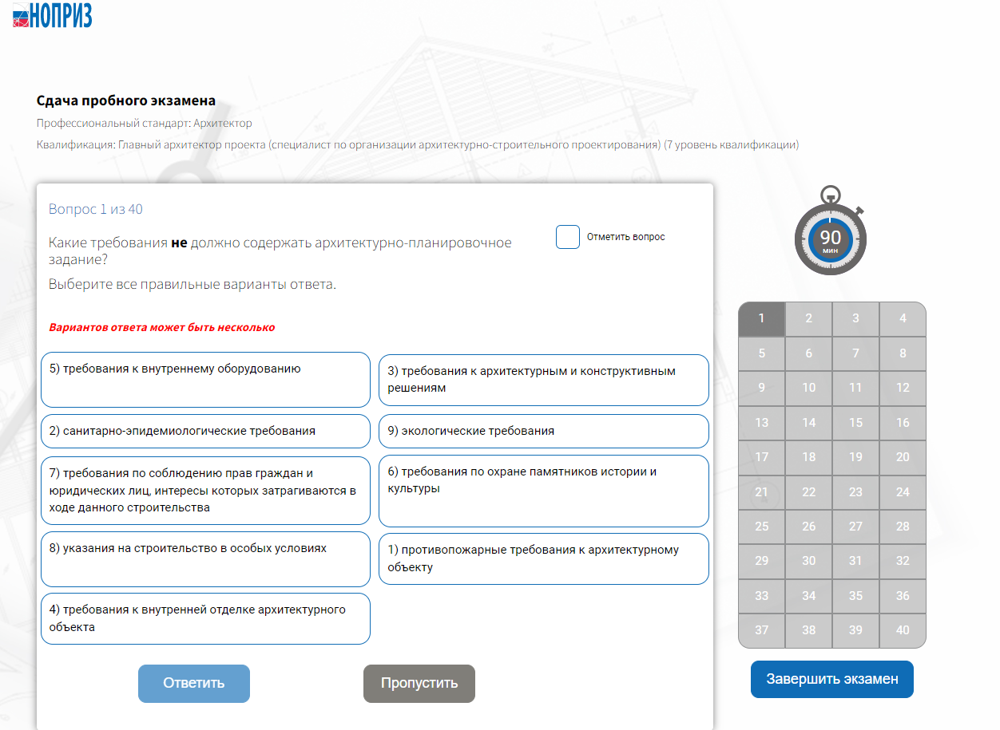 НОПРИЗ
Сдача пробного экзамена
Профессиональный стандарт: Архитектор
Квалификация: Главный архитектор проекта (специалист по организации архитектурно-строительного проектирования) (7 уровень квалификации)
Вопрос 1 из 40
Какие требования не должно содержать архитектурно-планировочное
задание?
Отметить вопрос
Выберите все правильные варианты ответа.
Вариантов ответа может быть несколько
5) требования к внутреннему оборудованию
3) требования к архитектурным и конструктивным
решениям
2) санитарно-эпидемиологические требования
9) экологические требования
7) требования по соблюдению прав граждан и
юридических лиц, интересы которых затрагиваются в
ходе данного строительства
6) требования по охране памятников истории и
культуры
8) указания на строительство в особых условиях
1) противопожарные требования к архитектурному
объекту
4) требования к внутренней отделке архитектурного
объекта
Ответить
Пропустить
90
мин
1 2 3 4
5 6 7 8
9 10 11 12
13 14 15 16
17 18 19 20
21 22 23 24
25 26 27 28
29 30 31 32
33 34 35 36
37 38 39 40
Завершить экзамен